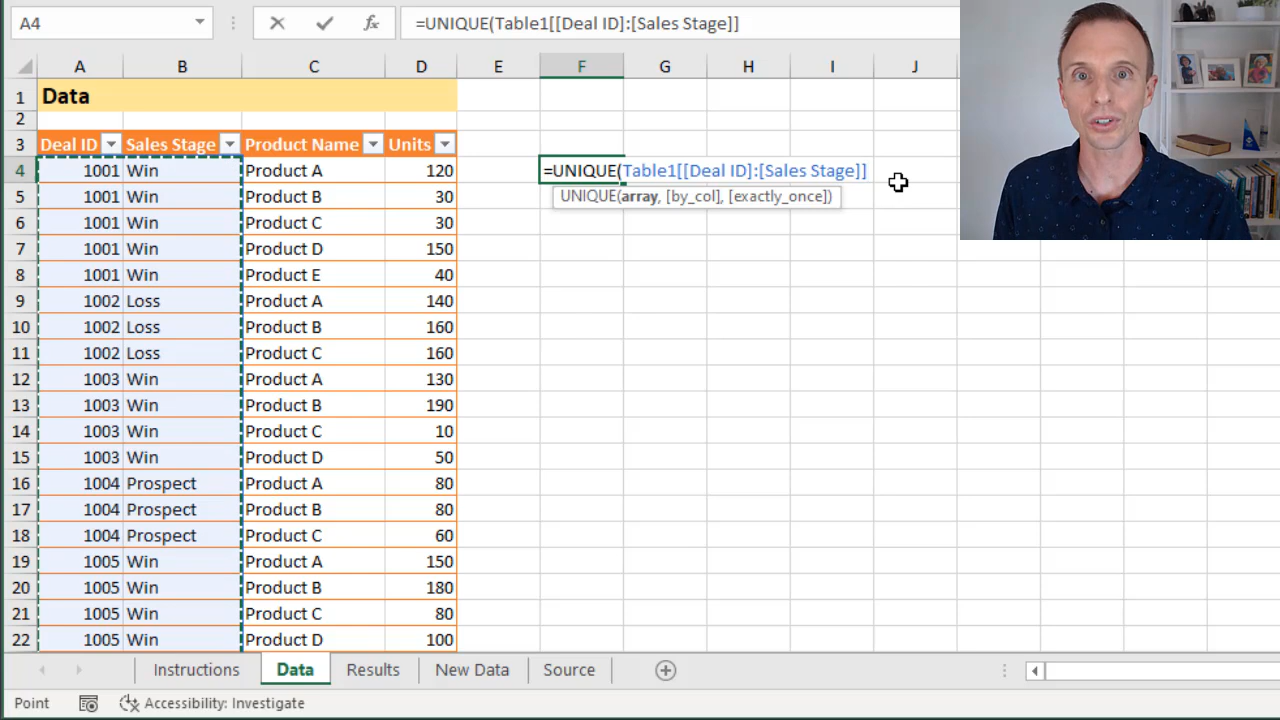 A4 =UNIQUE(Table1[[Deal ID]:[Sales Stage]]
A B C D E F G H I J
1 Data
2
3 Deal ID Sales Stage Product Name Units
4 1001 Win Product A 120 =UNIQUE(Table1[[Deal ID]:[Sales Stage]]
5 1001 Win Product B 30 UNIQUE(array, [by_col], [exactly_once])
6 1001 Win Product C 30
7 1001 Win Product D 150
8 1001 Win Product E 40
9 1002 Loss Product A 140
10 1002 Loss Product B 160
11 1002 Loss Product C 160
12 1003 Win Product A 130
13 1003 Win Product B 190
14 1003 Win Product C 10
15 1003 Win Product D 50
16 1004 Prospect Product A 80
17 1004 Prospect Product B 80
18 1004 Prospect Product C 60
19 1005 Win Product A 150
20 1005 Win Product B 180
21 1005 Win Product C 80
22 1005 Win Product D 100
Instructions Data Results New Data Source
Point Accessibility: Investigate